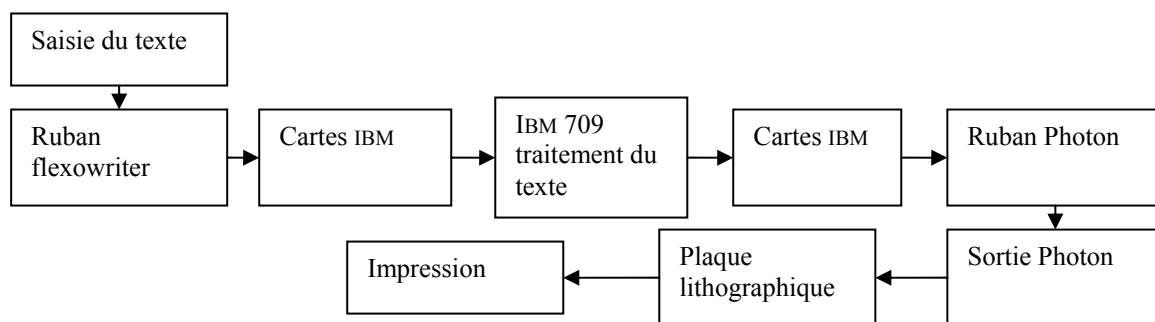 Saisie du texte
Ruban
flexowriter
Cartes IBM
IBM 709
traitement du
texte
Cartes IBM
Ruban Photon
Sortie Photon
Plaque
lithographique
Impression